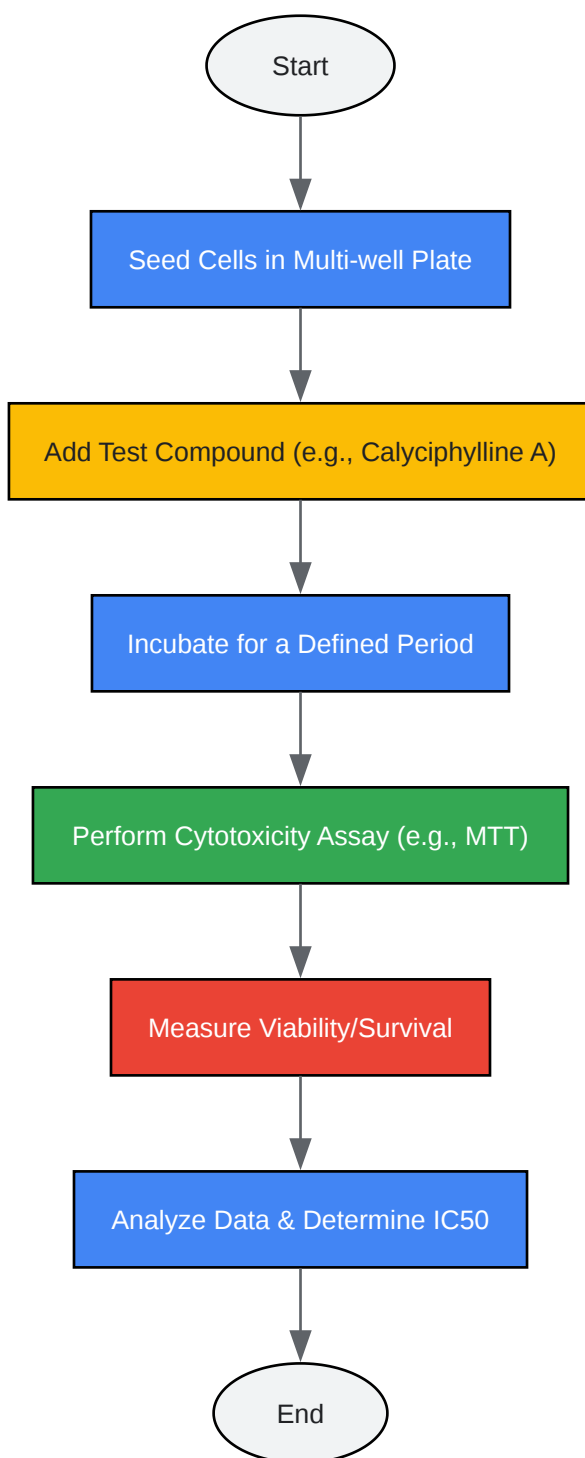 Start
Seed Cells in Multi-well Plate
Add Test Compound (e.g., Calyciphylline A)
Incubate for a Defined Period
Perform Cytotoxicity Assay (e.g., MTT)
Measure Viability/Survival
Analyze Data & Determine IC50
End